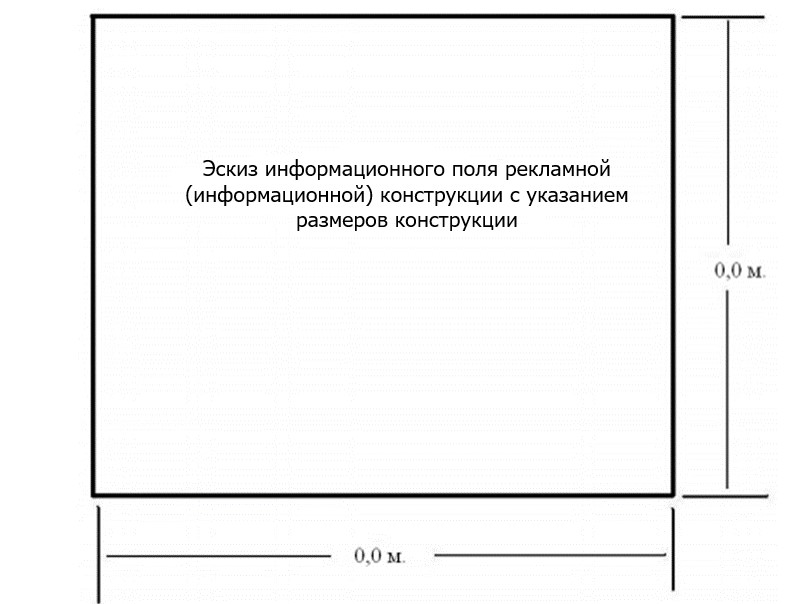 Эскиз информационного поля рекламной
(информационной) конструкции с указанием
размеров конструкции
0,0 м.
0,0 м.